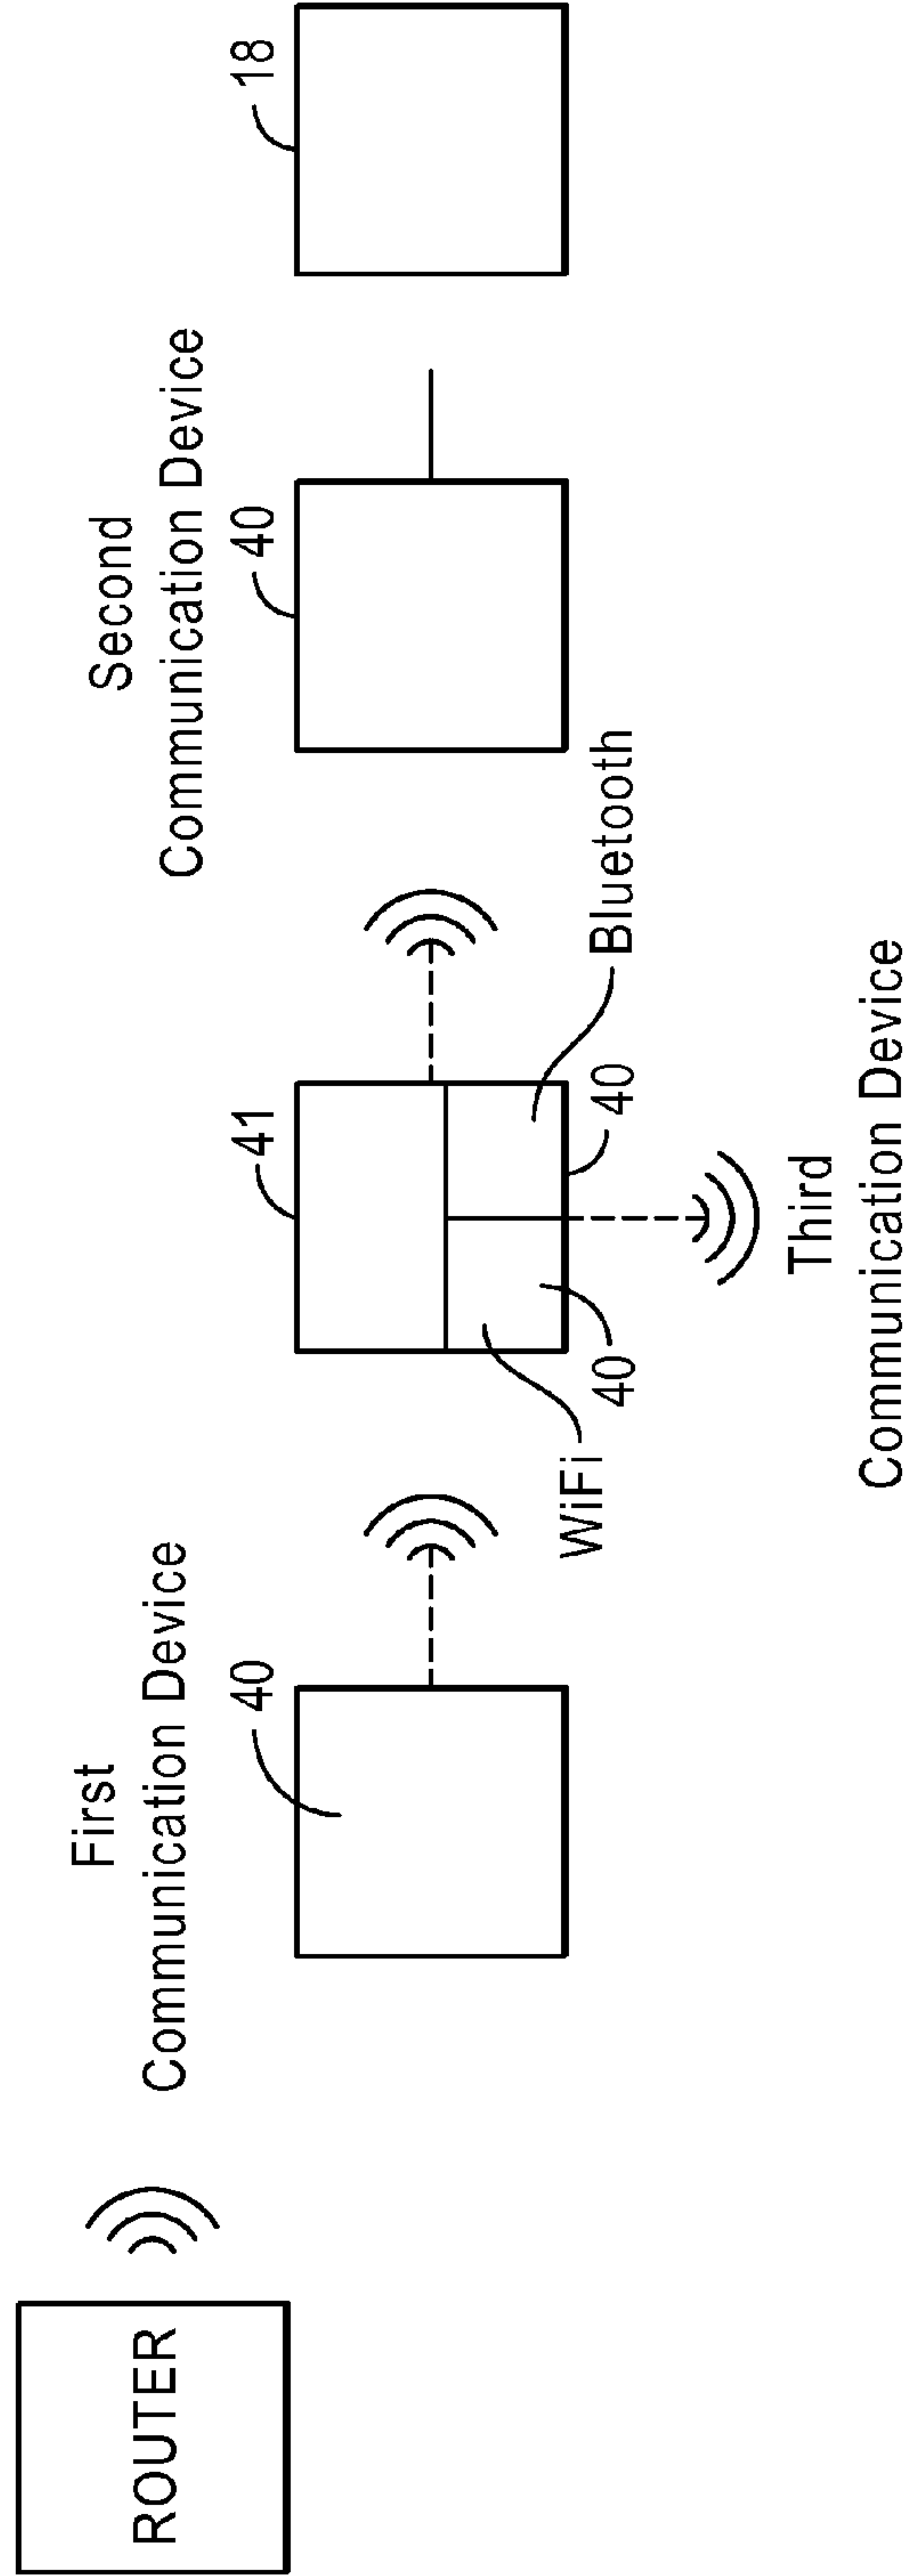 ROUTER
First
Communication Device
40
WiFi
40
41
40
Bluetooth
Third
Communication Device
Second
Communication Device
40
18